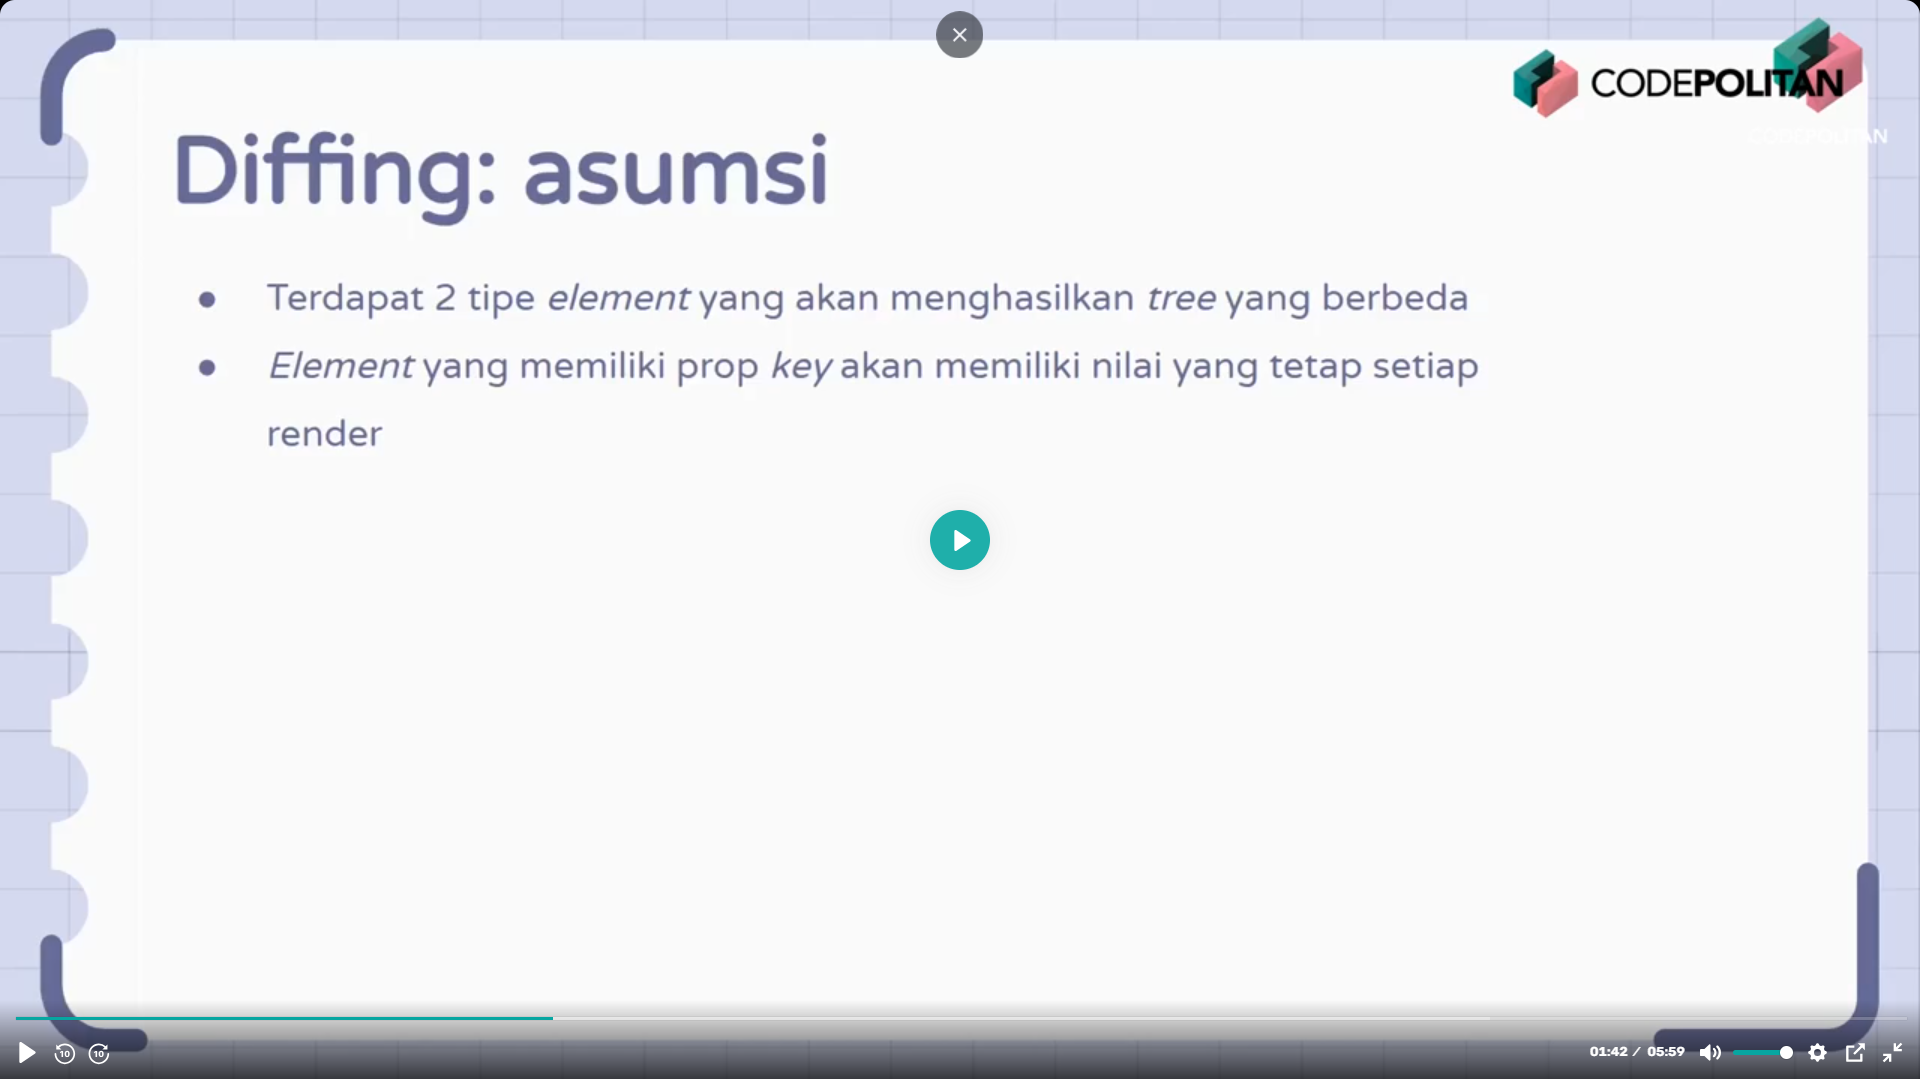 CODEPOLITAN
CODEPOLITAN
Diffing: asumsi
● Terdapat 2 tipe element yang akan menghasilkan tree yang berbeda
● Element yang memiliki prop key akan memiliki nilai yang tetap setiap
render
10 10 01:42 / 05:59